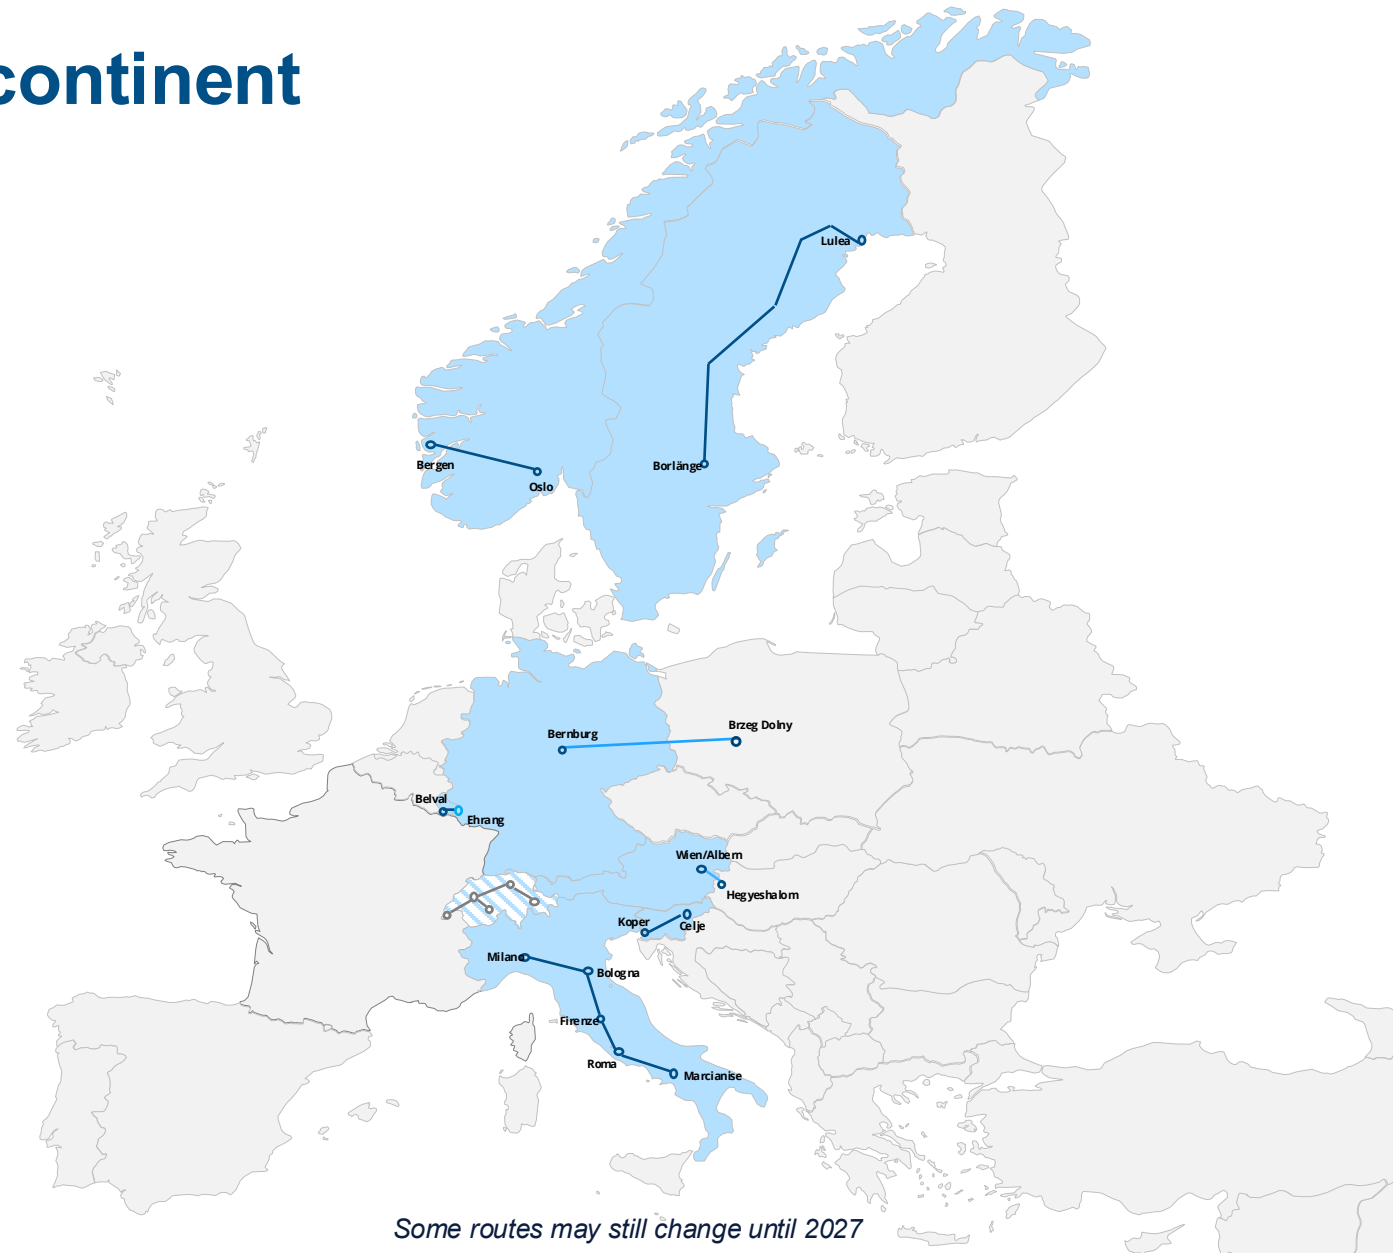 continent
Lulea
Bergen
Oslo
Borlänge
Brzeg Dolny
Bernburg
Belval
Ehrang
Wien/Albern
Hegyeshalom
Koper
Celje
Milano
Bologna
Firenze
Roma
Marcianise
Some routes may still change until 2027